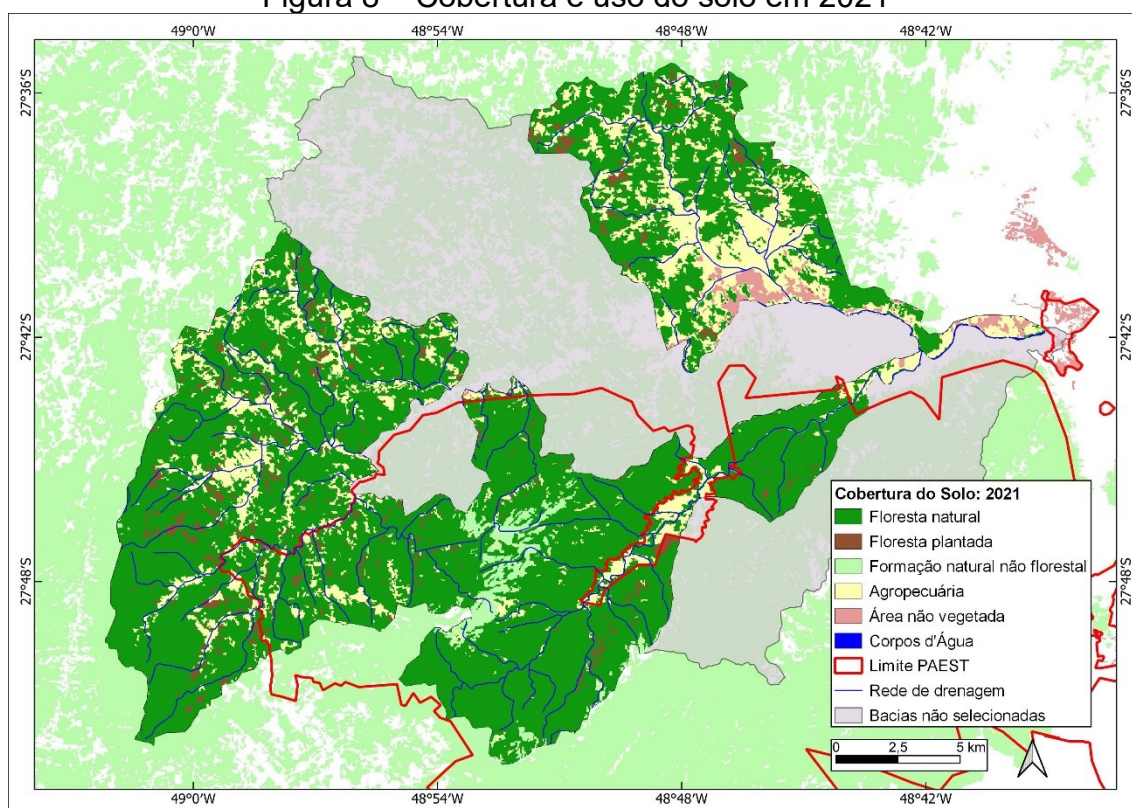 Figura 8 – Cobertura e uso do solo em 2021
49°0'W 48°54'W 48°48'W 48°42'W
27°36'S 27°36'S
27°42'S 27°42'S
27°48'S 27°48'S
Cobertura do Solo: 2021
Floresta natural
Floresta plantada
Formação natural não florestal
Agropecuária
Área não vegetada
Corpos d'Água
Limite PAEST
Rede de drenagem
Bacias não selecionadas
0 2,5 5 km
49°0'W 48°54'W 48°48'W 48°42'W